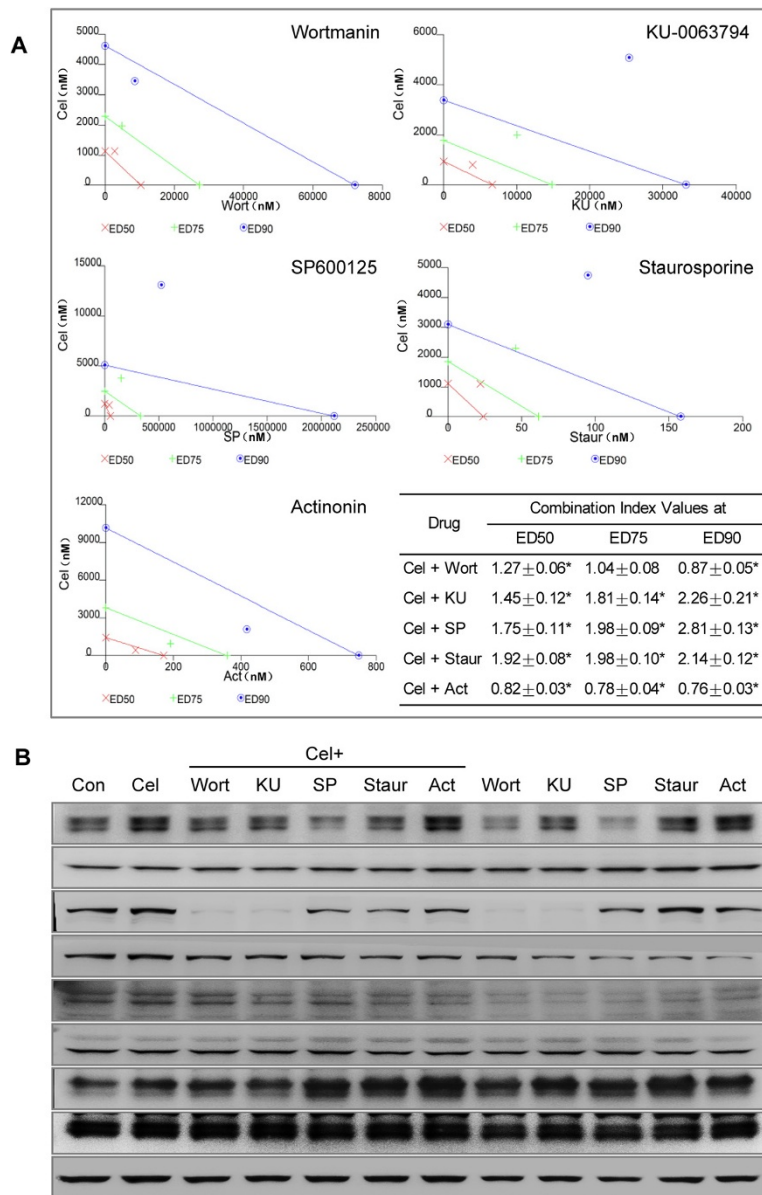 A
Wortmanin
Cel (nM)
5000
4000
3000
2000
1000
0
0 20000 40000 60000 8000
Wort(nM)
ED50 ED75 ED90
KU-0063794
Cel (nM)
6000
4000
2000
0
0 10000 20000 30000 40000
KU (nM)
ED50 ED75 ED90
SP600125
Cel (nM)
15000
10000
5000
0
0 500000 1000000 1500000 2000000 250000
SP (nM)
ED50 ED75 ED90
Staurosporine
Cel (nM)
5000
4000
3000
2000
1000
0
0 50 100 150 200
Staur (nM)
ED50 ED75 ED90
Actinonin
Cel (nM)
12000
9000
6000
3000
0
0 200 400 600 800
Act(nM)
ED50 ED75 ED90
Drug Combination Index Values at
ED50 ED75 ED90
Cel + Wort 1.27±0.06* 1.04±0.08 0.87±0.05*
Cel + KU 1.45±0.12* 1.81±0.14* 2.26±0.21*
Cel + SP 1.75±0.11* 1.98±0.09* 2.81±0.13*
Cel + Staur 1.92±0.08* 1.98±0.10* 2.14±0.12*
Cel + Act 0.82±0.03* 0.78±0.04* 0.76±0.03*
B
Cel+
Con Cel Wort KU SP Staur Act Wort KU SP Staur Act